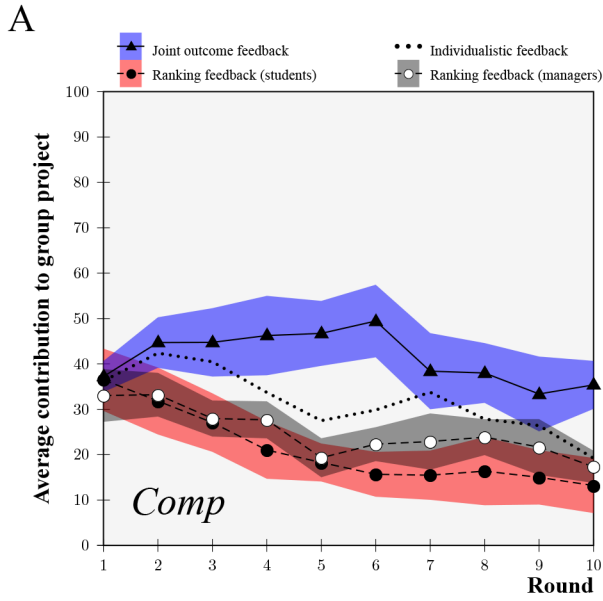 A
Joint outcome feedback
Individualistic feedback
Ranking feedback (students)
Ranking feedback (managers)
Average contribution to group project
100
90
80
70
60
50
40
30
20
10
0
Comp
1 2 3 4 5 6 7 8 9 10
Round